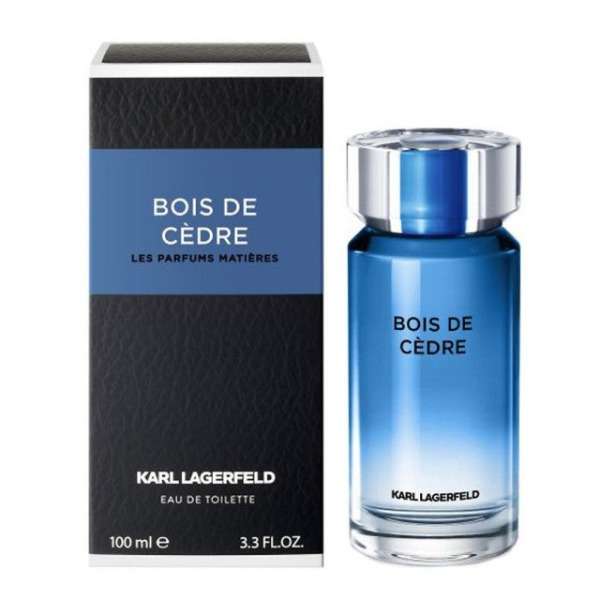 BOIS DE
CÈDRE
LES PARFUMS MATIÈRES
KARL LAGERFELD
EAU DE TOILETTE
100 ml ℮ 3.3 FL.OZ.
BOIS DE
CÈDRE
KARL LAGERFELD